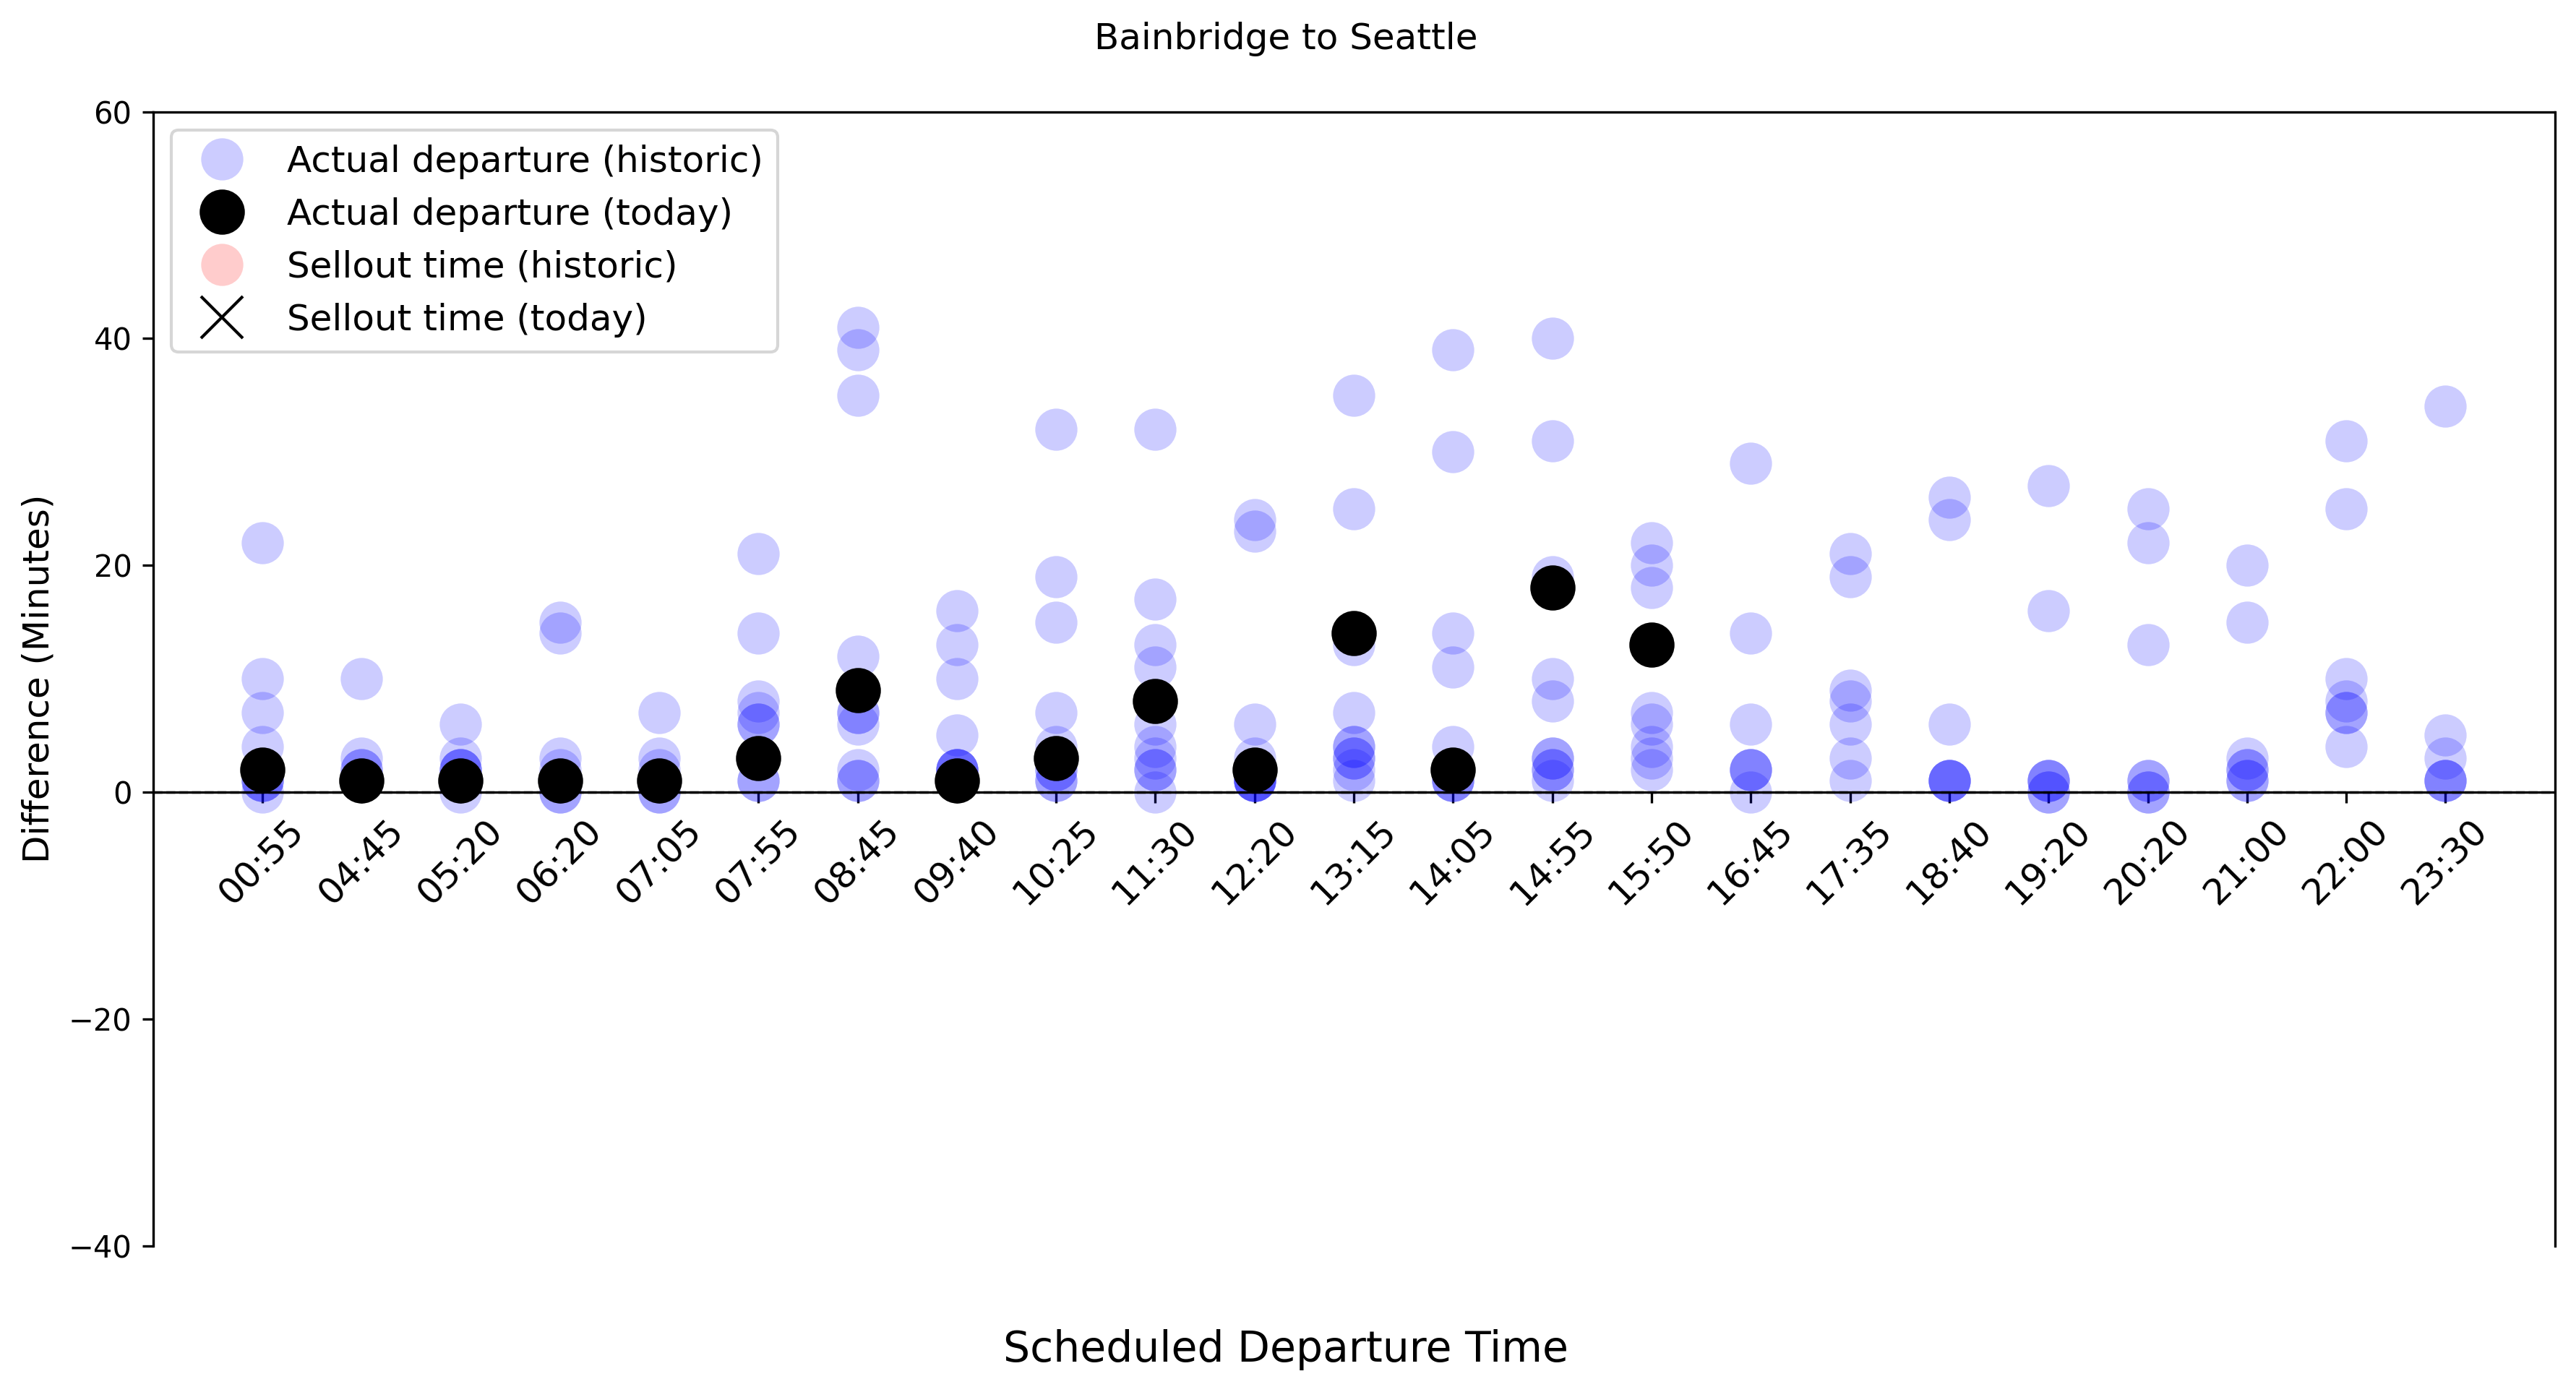 Bainbridge to Seattle
60
40
20
0
−20
−40
Difference (Minutes)
Actual departure (historic)
Actual departure (today)
Sellout time (historic)
Sellout time (today)
00:55 04:45 05:20 06:20 07:05 07:55 08:45 09:40 10:25 11:30 12:20 13:15 14:05 14:55 15:50 16:45 17:35 18:40 19:20 20:20 21:00 22:00 23:30
Scheduled Departure Time